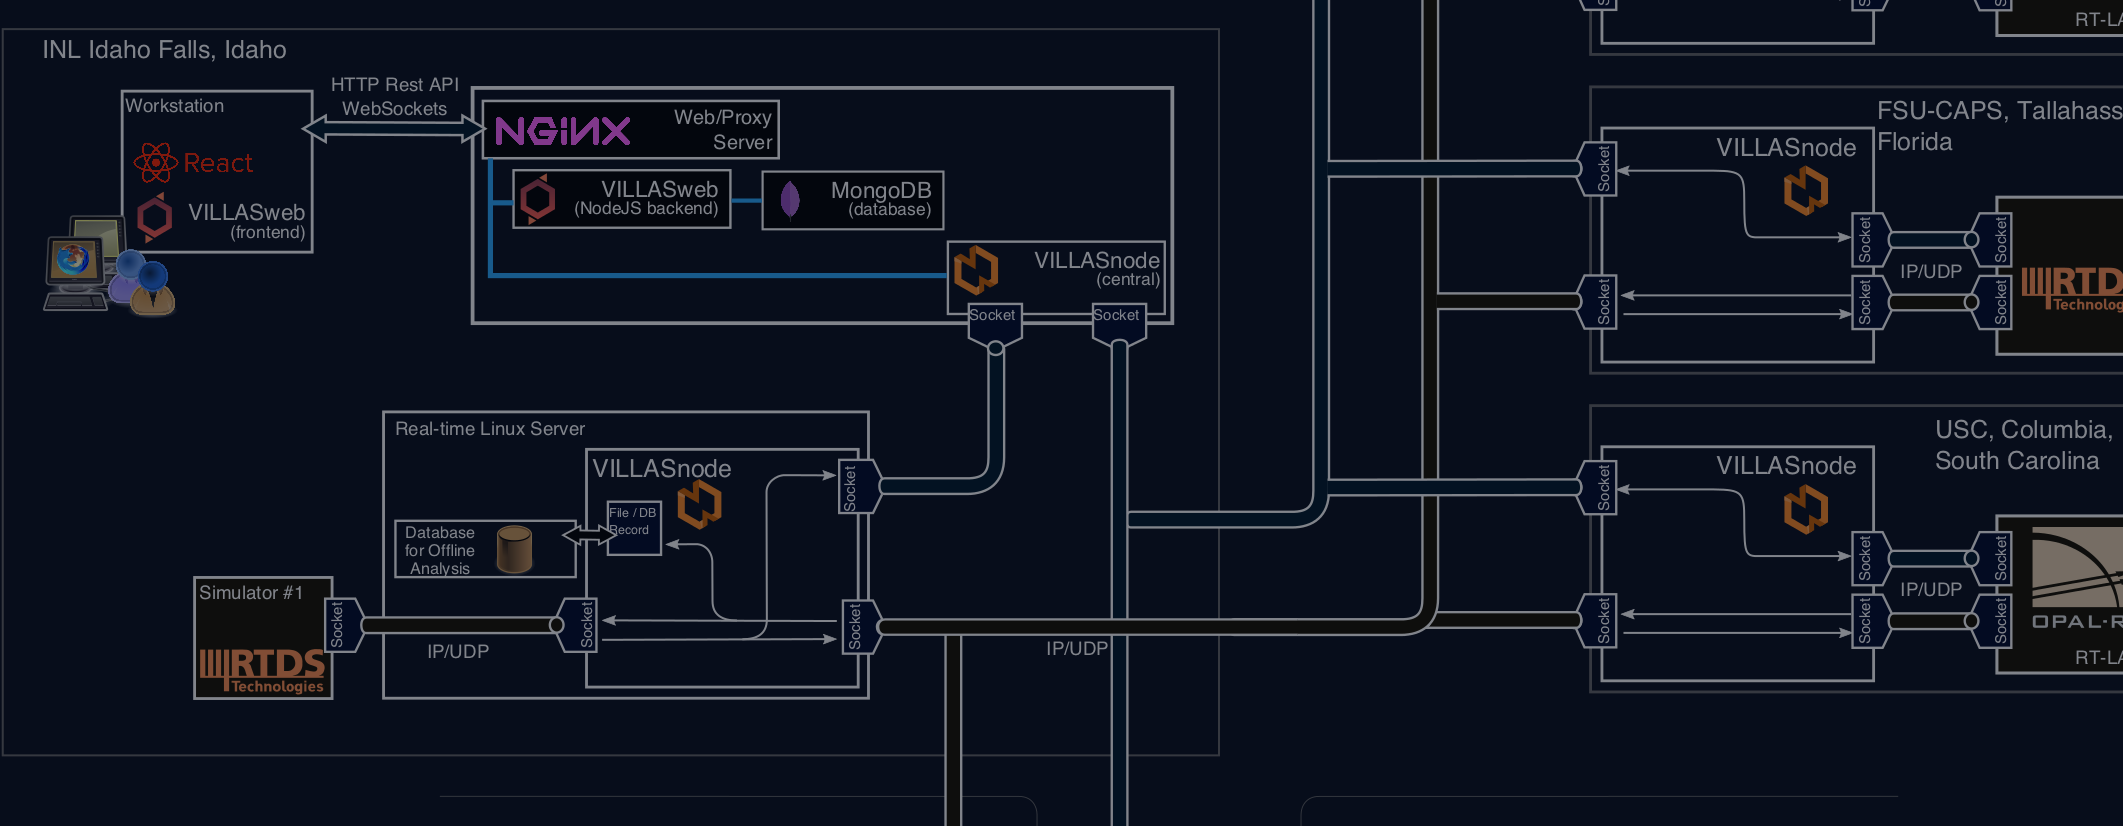 INL Idaho Falls, Idaho
HTTP Rest API
WebSockets
Workstation
React
VILLASweb
(frontend)
NGINX
Web/Proxy
Server
VILLASweb
(NodeJS backend)
MongoDB
(database)
VILLASnode
(central)
Socket
Socket
Real-time Linux Server
VILLASnode
File / DB
Record
Database
for Offline
Analysis
Socket
Simulator #1
RTDS
Technologies
Socket
IP/UDP
Socket
Socket
IP/UDP
RT-LA
FSU-CAPS, Tallahass
Florida
VILLASnode
Socket
Socket
Socket
IP/UDP
Socket
Socket
Socket
RTD
Technolog
USC, Columbia,
South Carolina
VILLASnode
Socket
Socket
Socket
IP/UDP
Socket
Socket
Socket
OPAL-R
RT-LA